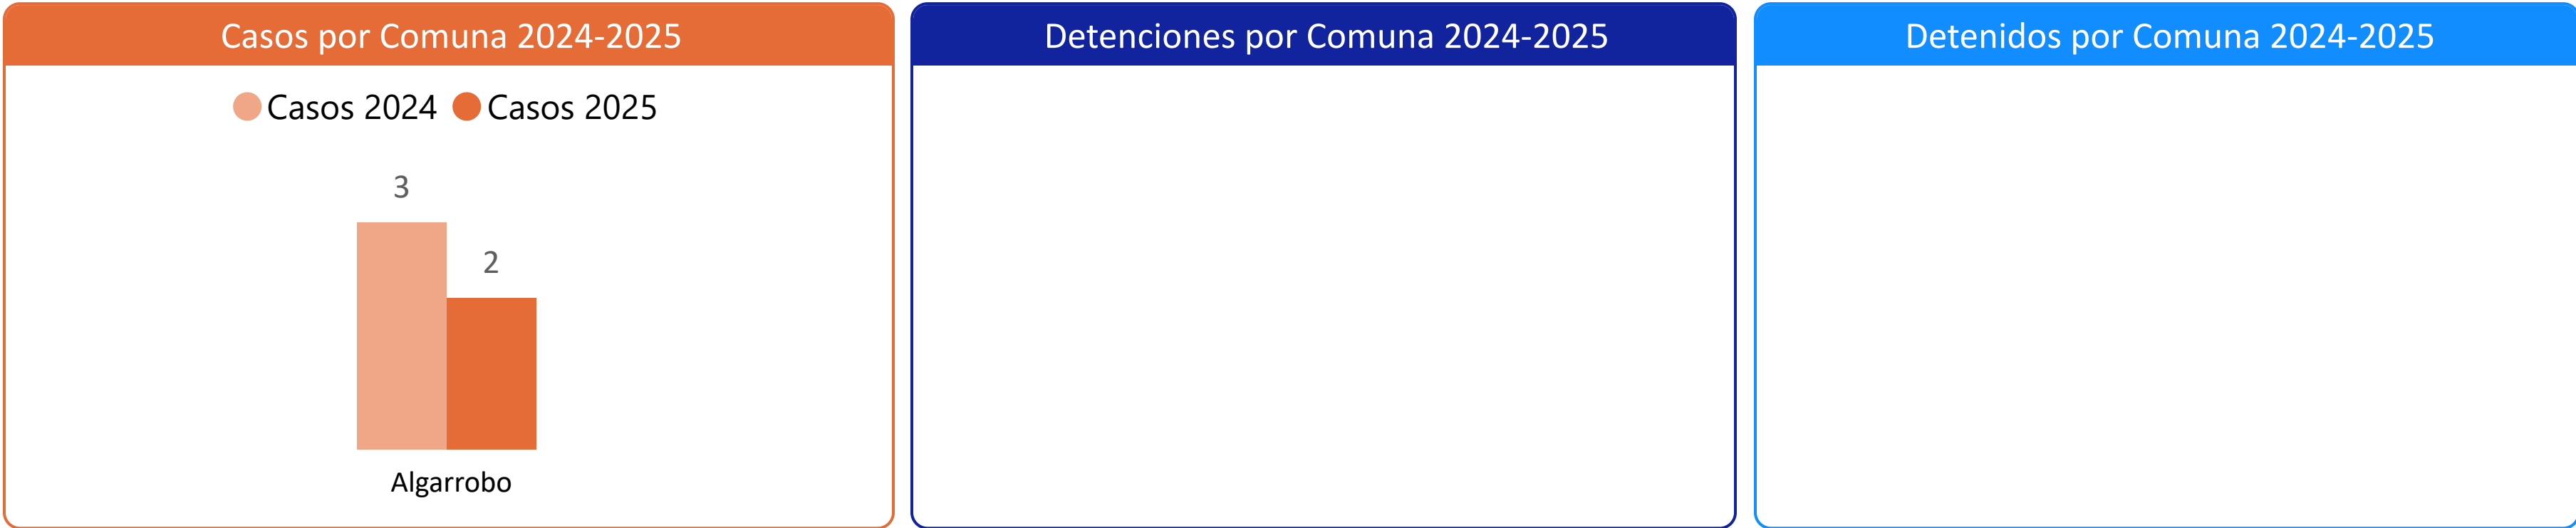 Casos por Comuna 2024-2025
Casos 2024 Casos 2025
3
2
Algarrobo
Detenciones por Comuna 2024-2025
Detenidos por Comuna 2024-2025